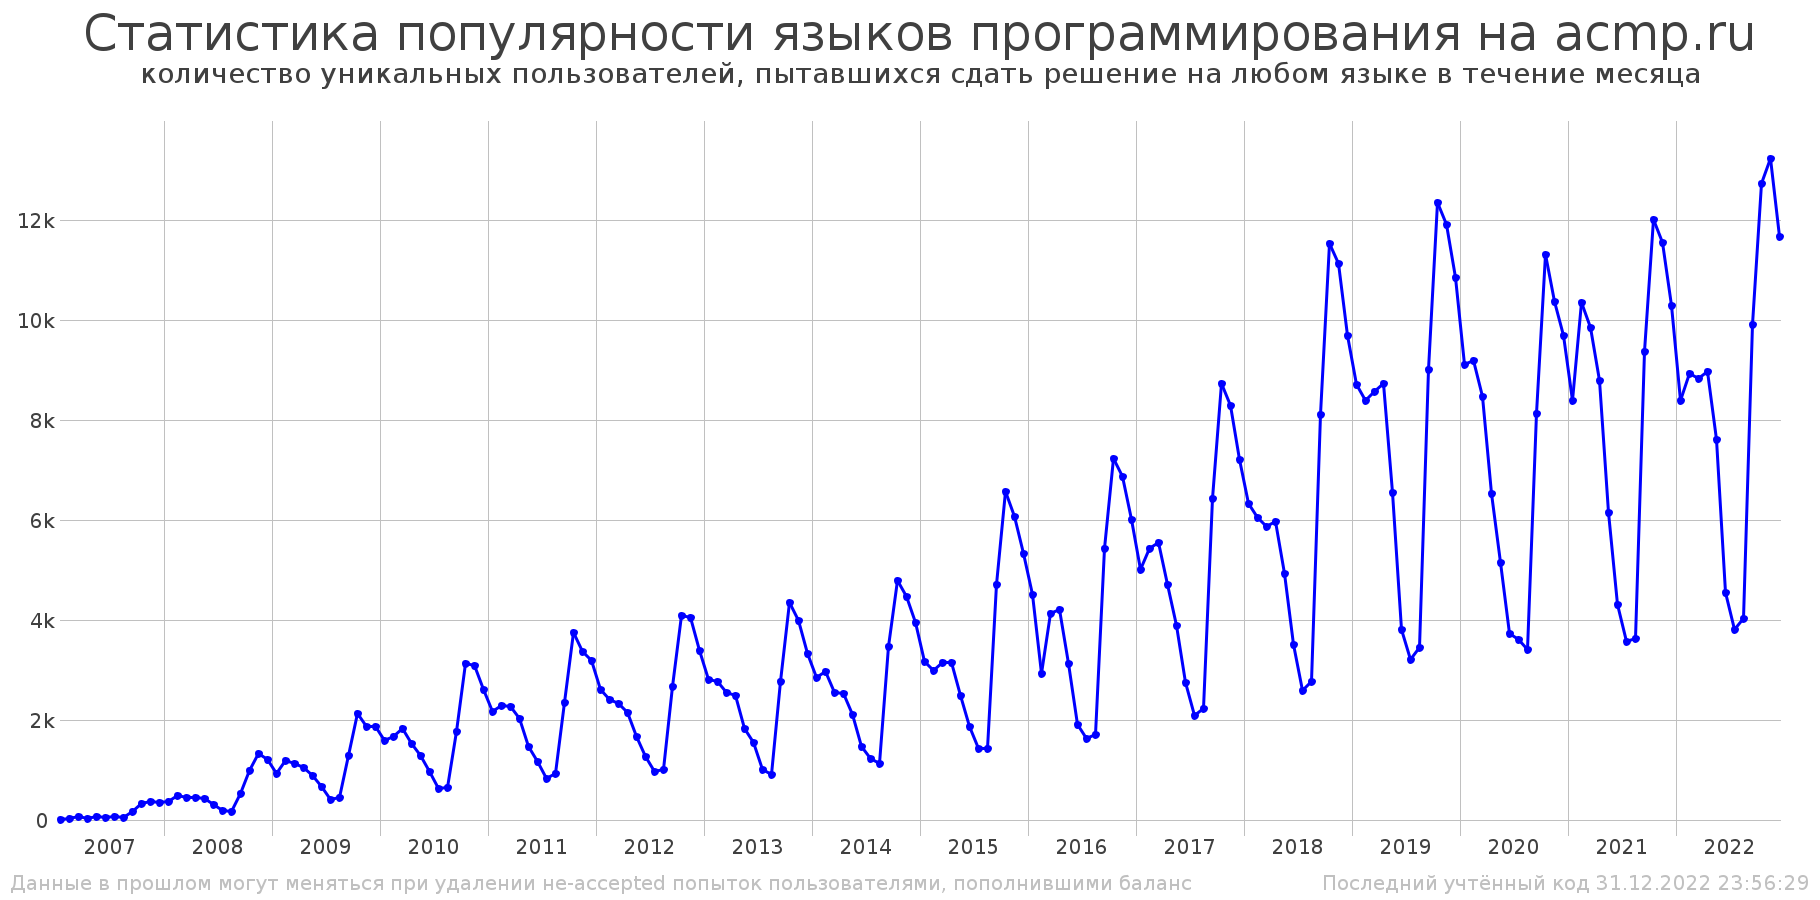 Статистика популярности языков программирования на acmp.ru
количество уникальных пользователей, пытавшихся сдать решение на любом языке в течение месяца
12k
10k
8k
6k
4k
2k
0
2007 2008 2009 2010 2011 2012 2013 2014 2015 2016 2017 2018 2019 2020 2021 2022
Данные в прошлом могут меняться при удалении не-accepted попыток пользователями, пополнившими баланс
Последний учтённый код 31.12.2022 23:56:29